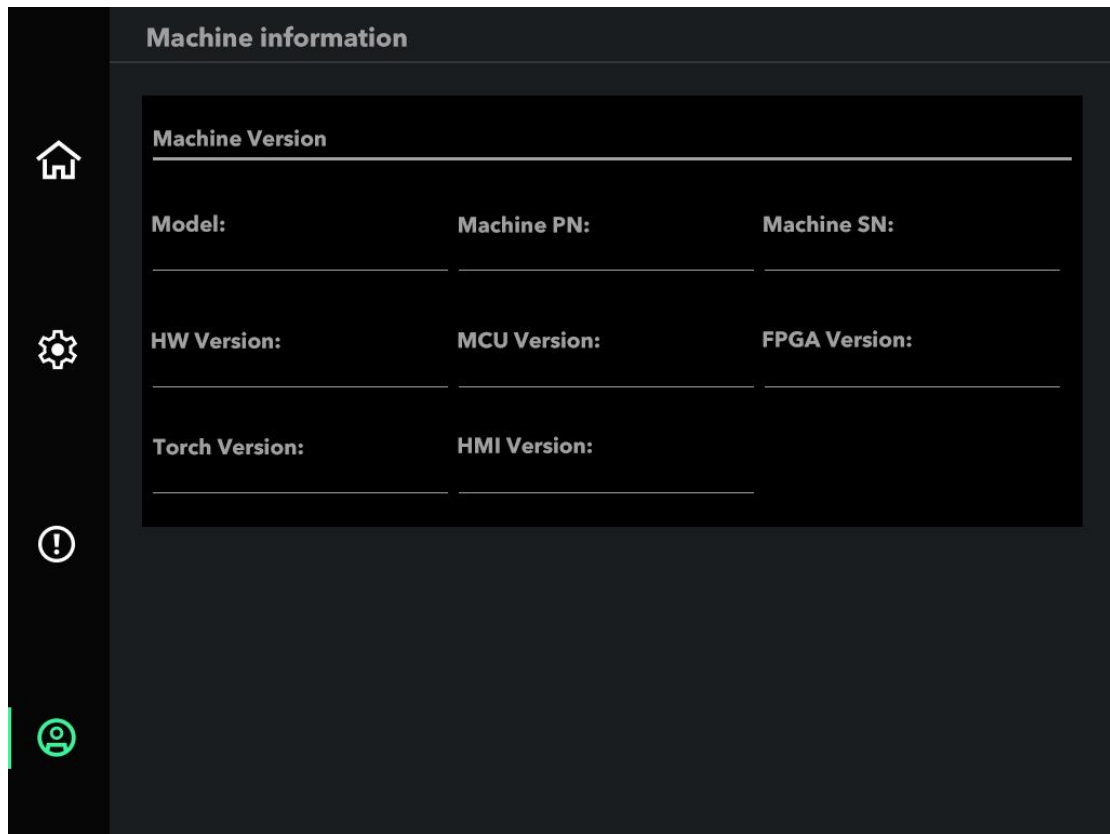 Machine information
Machine Version
Model: Machine PN: Machine SN:
HW Version: MCU Version: FPGA Version:
Torch Version: HMI Version: